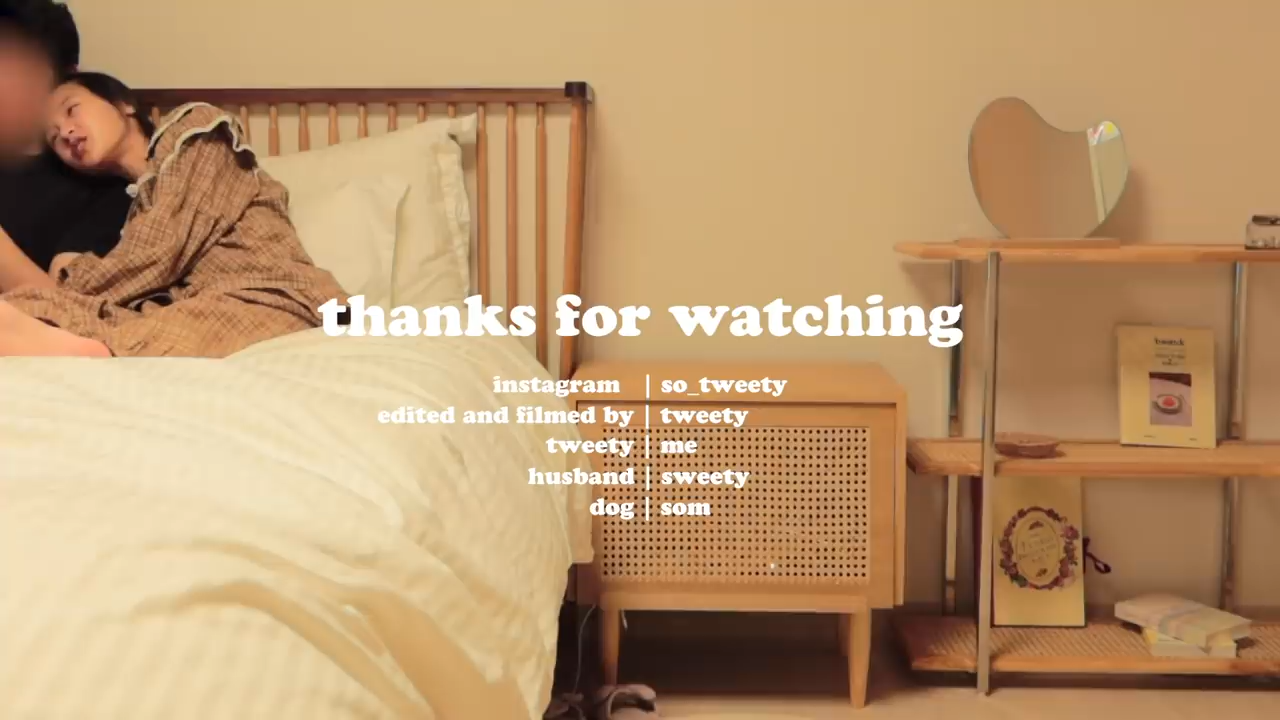 thanks for watching
instagram | so_tweety
edited and filmed by | tweety
tweety | me
husband | sweety
dog | som